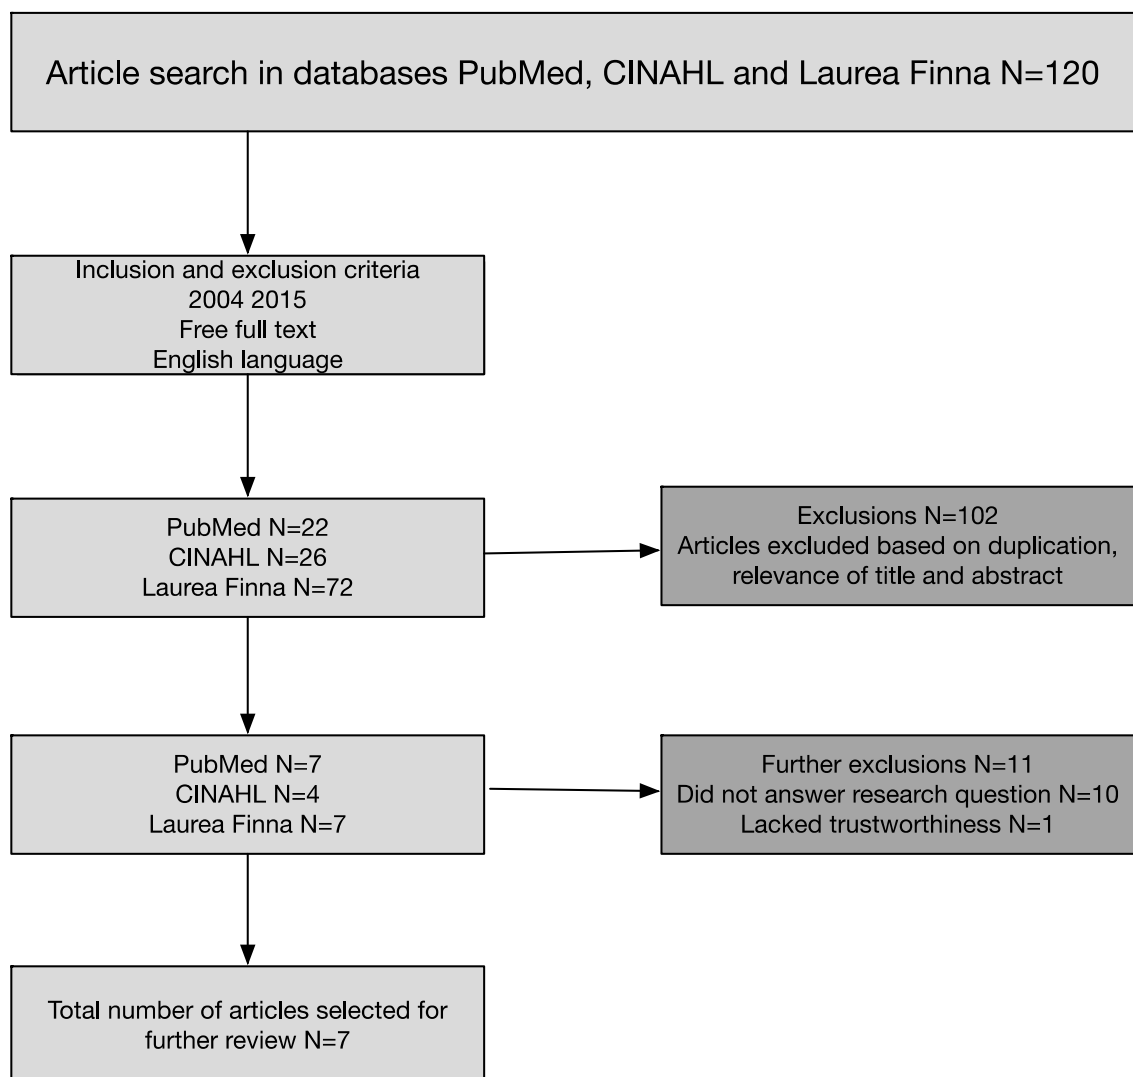 Article search in databases PubMed, CINAHL and Laurea Finna N=120
Inclusion and exclusion criteria
2004 2015
Free full text
English language
PubMed N=22
CINAHL N=26
Laurea Finna N=72
Exclusions N=102
Articles excluded based on duplication,
relevance of title and abstract
PubMed N=7
CINAHL N=4
Laurea Finna N=7
Further exclusions N=11
Did not answer research question N=10
Lacked trustworthiness N=1
Total number of articles selected for
further review N=7